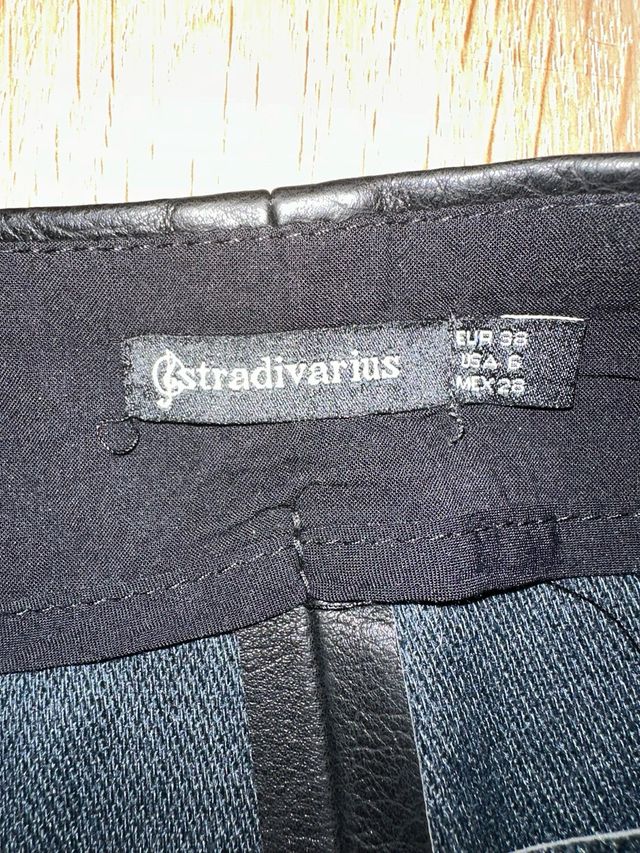 stradivarius
EUR 38
USA 6
MEX 28